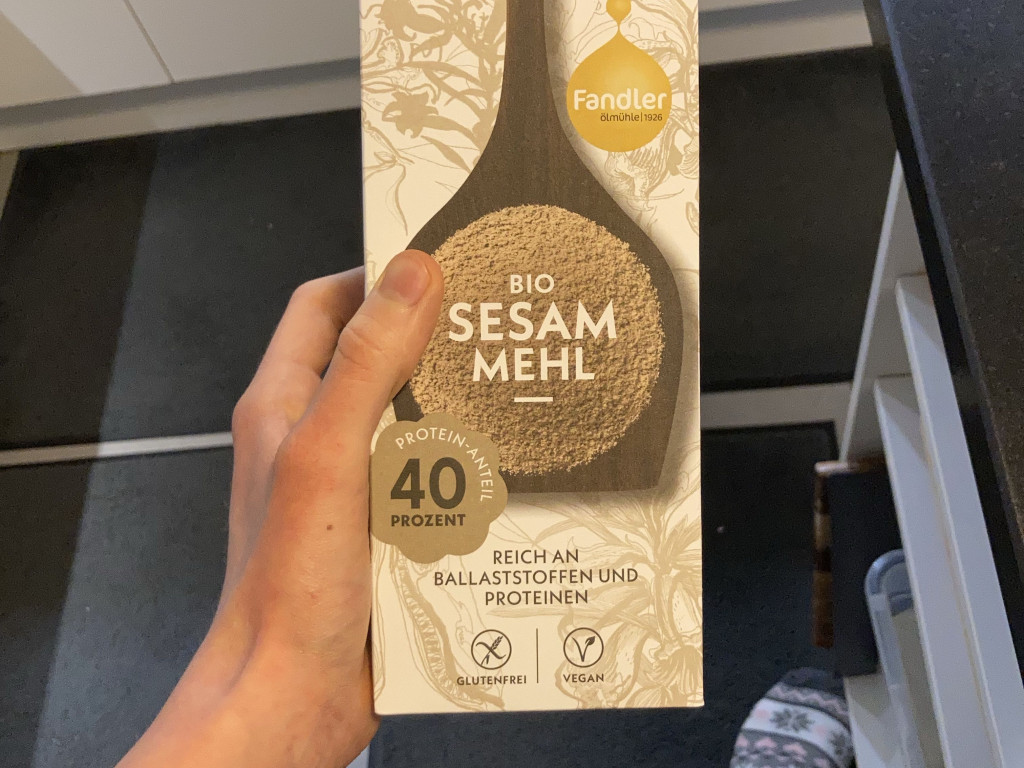 Fandler
ölmühle|1926
BIO
SESAM
MEHL
PROTEIN-ANTEIL
40
PROZENT
REICH AN
BALLASTSTOFFEN UND
PROTEINEN
GLUTENFREI
VEGAN